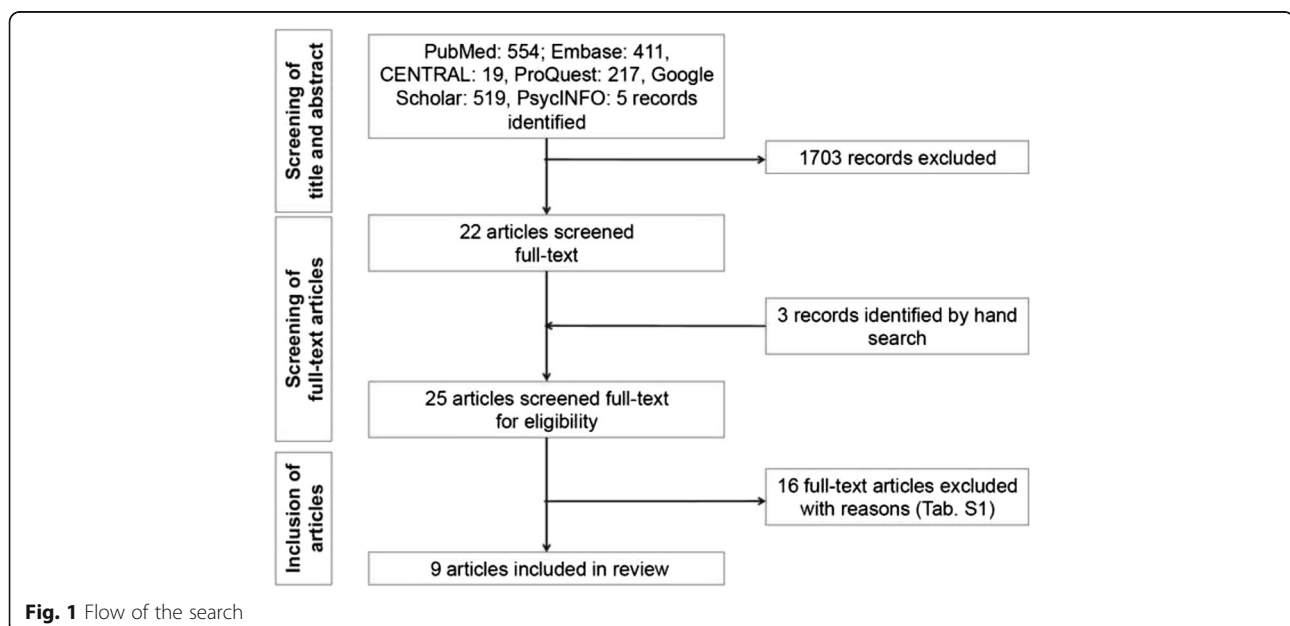 Screening of
title and abstract
PubMed: 554; Embase: 411,
CENTRAL: 19, ProQuest: 217, Google
Scholar: 519, PsycINFO: 5 records
identified
1703 records excluded
Screening of
full-text articles
22 articles screened
full-text
3 records identified by hand
search
25 articles screened full-text
for eligibility
Inclusion of
articles
16 full-text articles excluded
with reasons (Tab. S1)
9 articles included in review
Fig. 1 Flow of the search